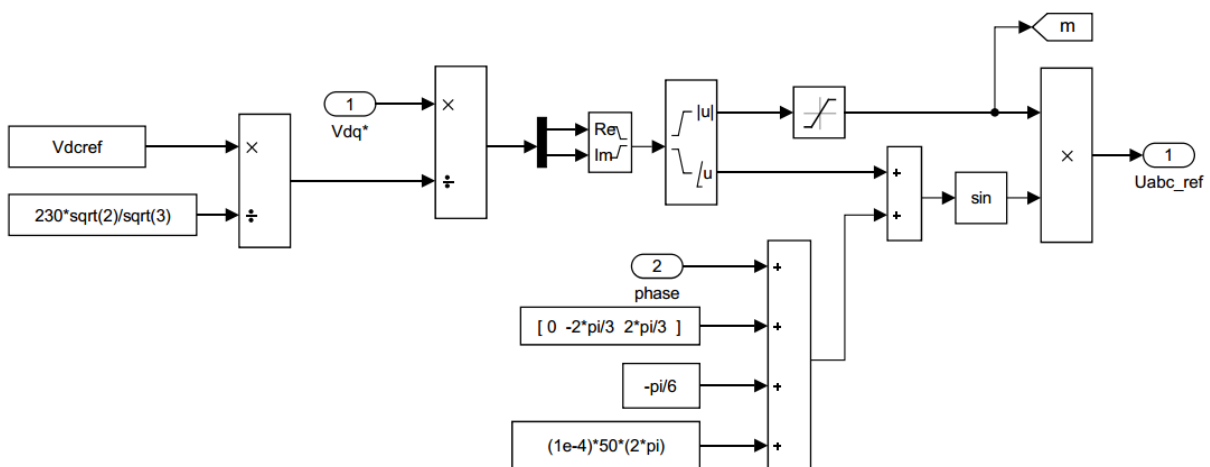 m
1
Vdq*
Vdcref
×
×
÷
÷
230*sqrt(2)/sqrt(3)
Re
Im
|u|
∠u
×
1
Uabc_ref
+
+
sin
2
phase
+
[ 0 -2*pi/3 2*pi/3 ]
+
-pi/6
+
(1e-4)*50*(2*pi)
+